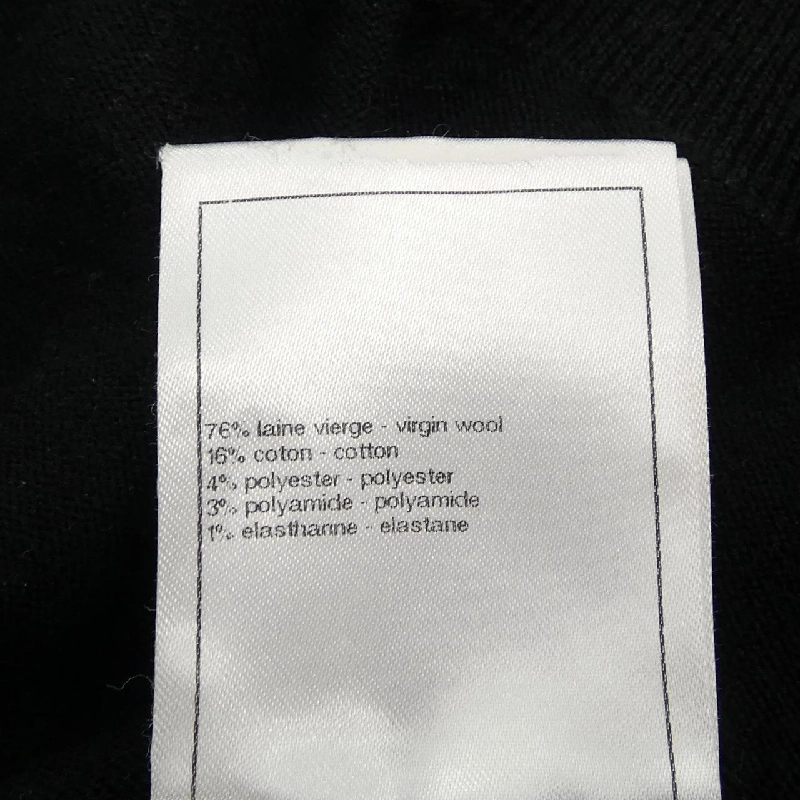 76% laine vierge - virgin wool
16% coton - cotton
4% polyester - polyester
3% polyamide - polyamide
1% elasthanne - elastane